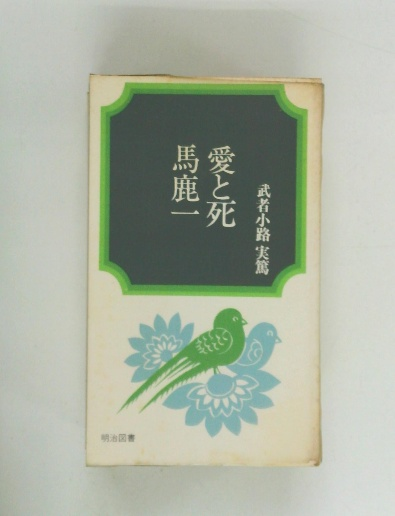 武者小路 実篤
愛と死
馬鹿一
明治図書